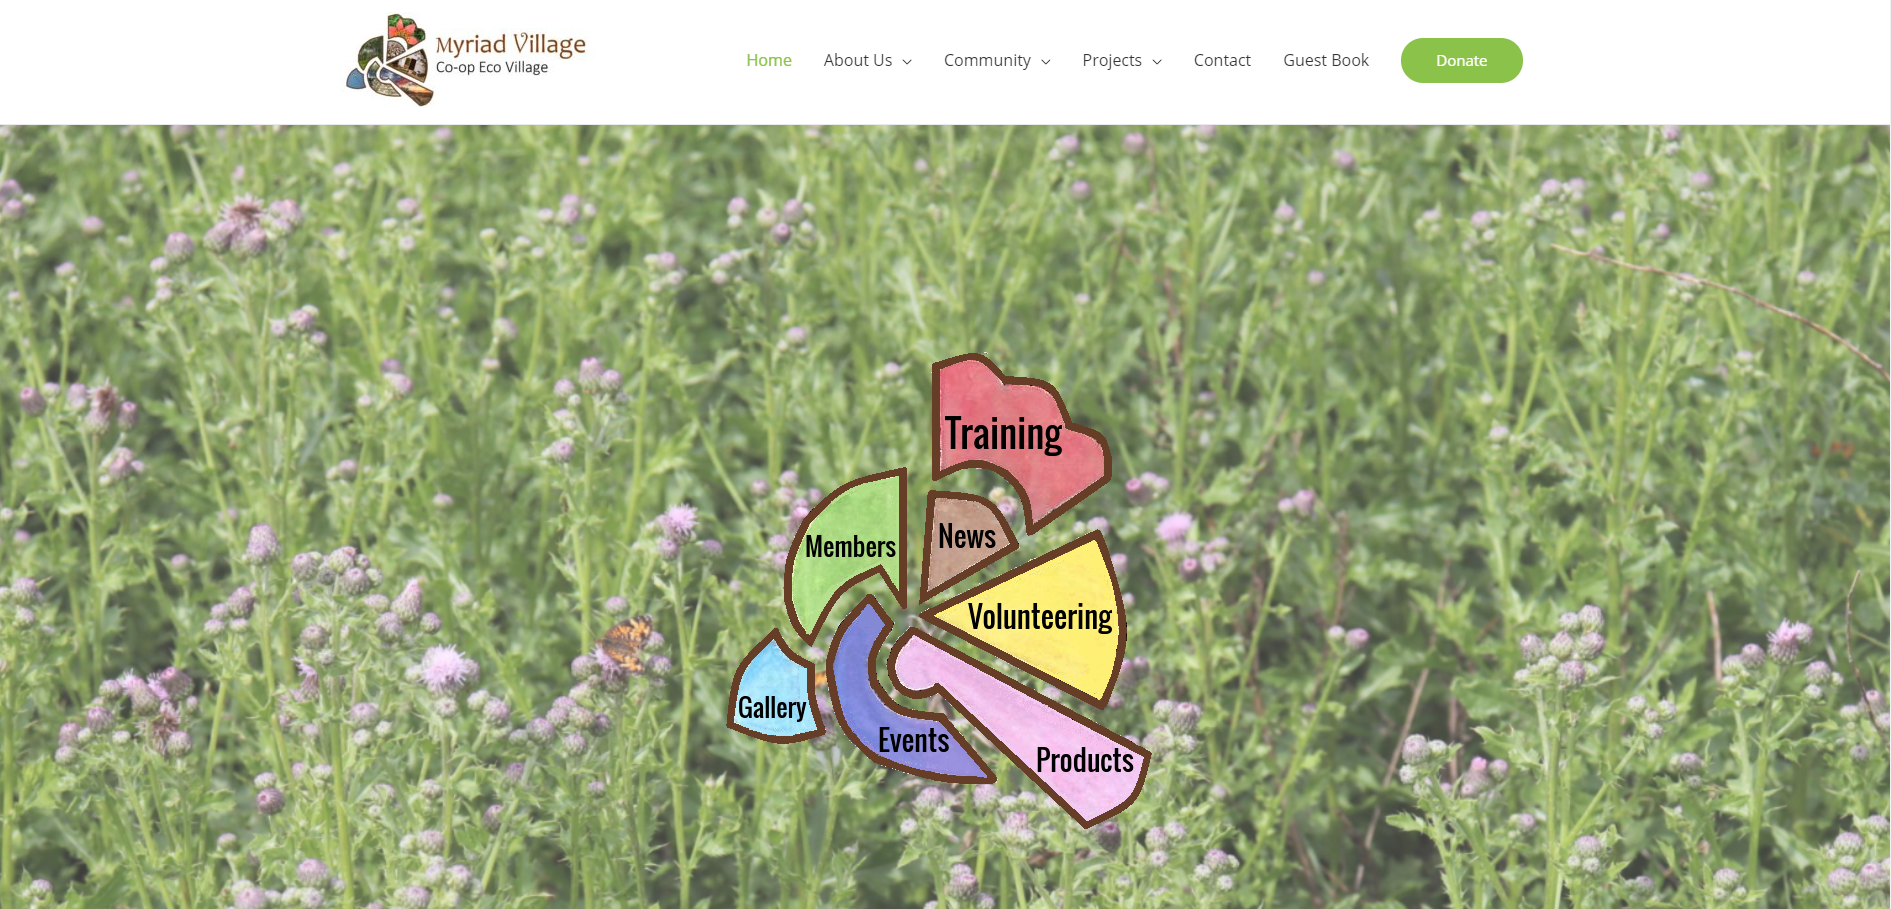 Myriad Village
Co-op Eco Village
Home About Us Community Projects Contact Guest Book Donate
Training
Members
News
Volunteering
Gallery
Events
Products